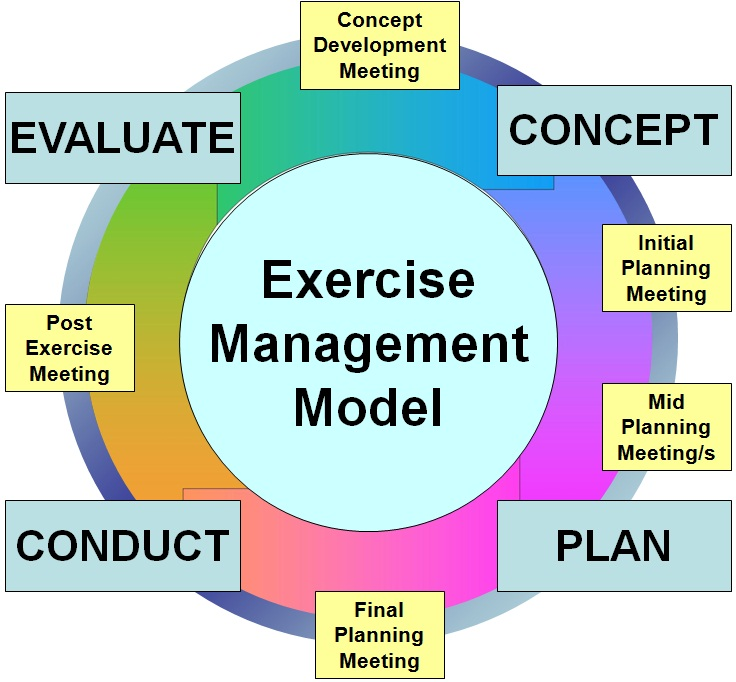 Concept
Development
Meeting
EVALUATE
CONCEPT
Initial
Planning
Meeting
Exercise
Management
Model
Post
Exercise
Meeting
Mid
Planning
Meeting/s
CONDUCT
PLAN
Final
Planning
Meeting